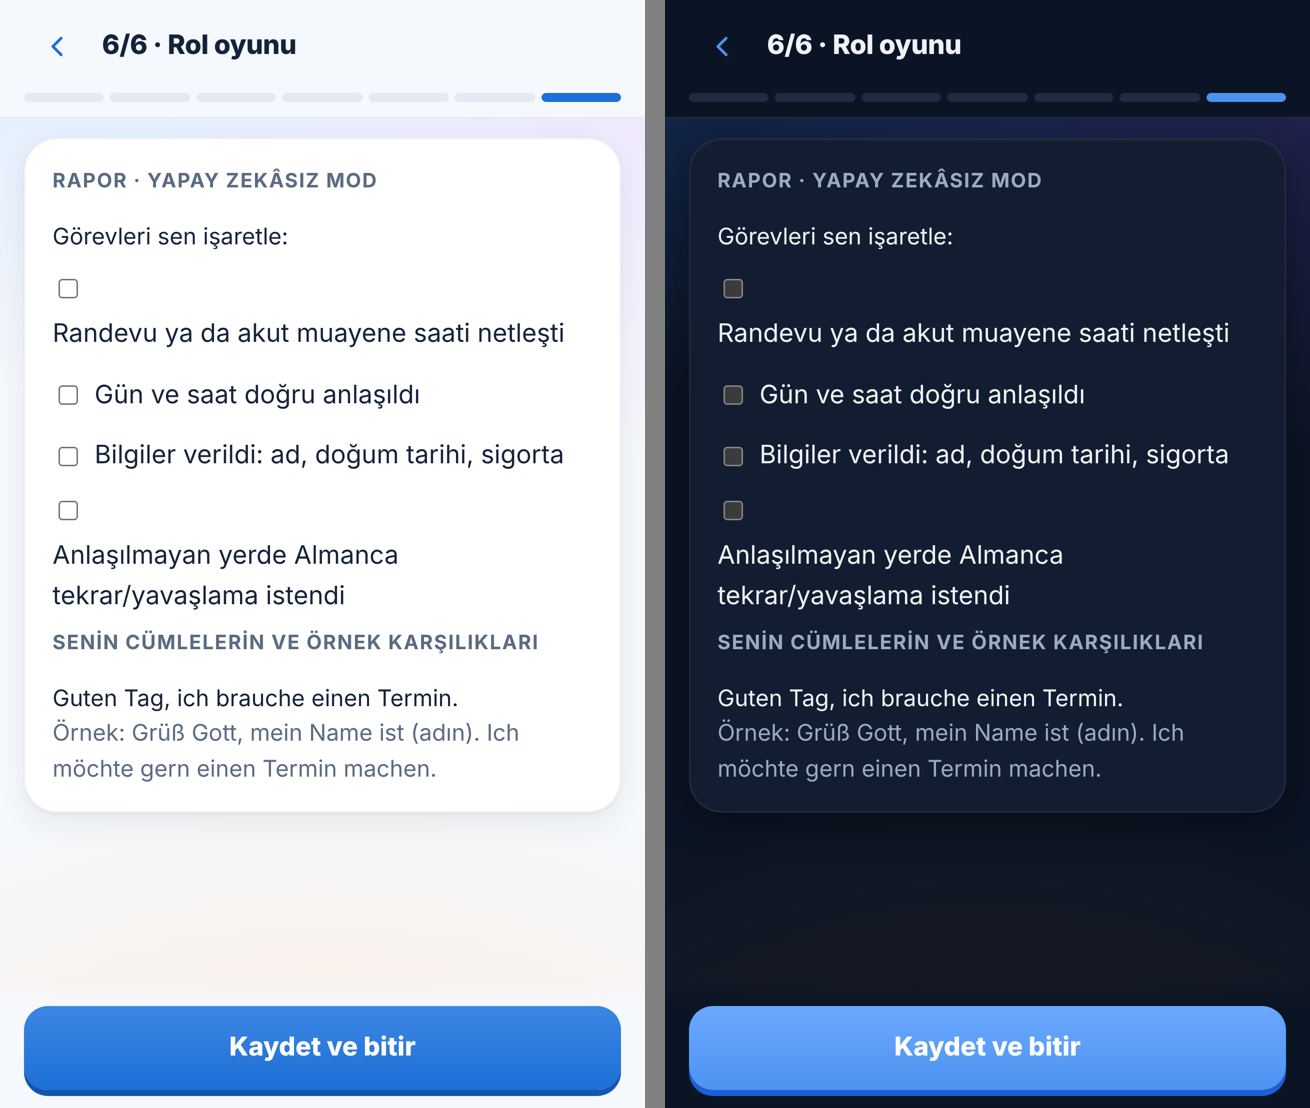 6/6 · Rol oyunu
RAPOR · YAPAY ZEKÂSIZ MOD
Görevleri sen işaretle:
Randevu ya da akut muayene saati netleşti
Gün ve saat doğru anlaşıldı
Bilgiler verildi: ad, doğum tarihi, sigorta
Anlaşılmayan yerde Almanca
tekrar/yavaşlama istendi
SENİN CÜMLELERİN VE ÖRNEK KARŞILIKLARI
Guten Tag, ich brauche einen Termin.
Örnek: Grüß Gott, mein Name ist (adın). Ich
möchte gern einen Termin machen.
Kaydet ve bitir
6/6 · Rol oyunu
RAPOR · YAPAY ZEKÂSIZ MOD
Görevleri sen işaretle:
Randevu ya da akut muayene saati netleşti
Gün ve saat doğru anlaşıldı
Bilgiler verildi: ad, doğum tarihi, sigorta
Anlaşılmayan yerde Almanca
tekrar/yavaşlama istendi
SENİN CÜMLELERİN VE ÖRNEK KARŞILIKLARI
Guten Tag, ich brauche einen Termin.
Örnek: Grüß Gott, mein Name ist (adın). Ich
möchte gern einen Termin machen.
Kaydet ve bitir